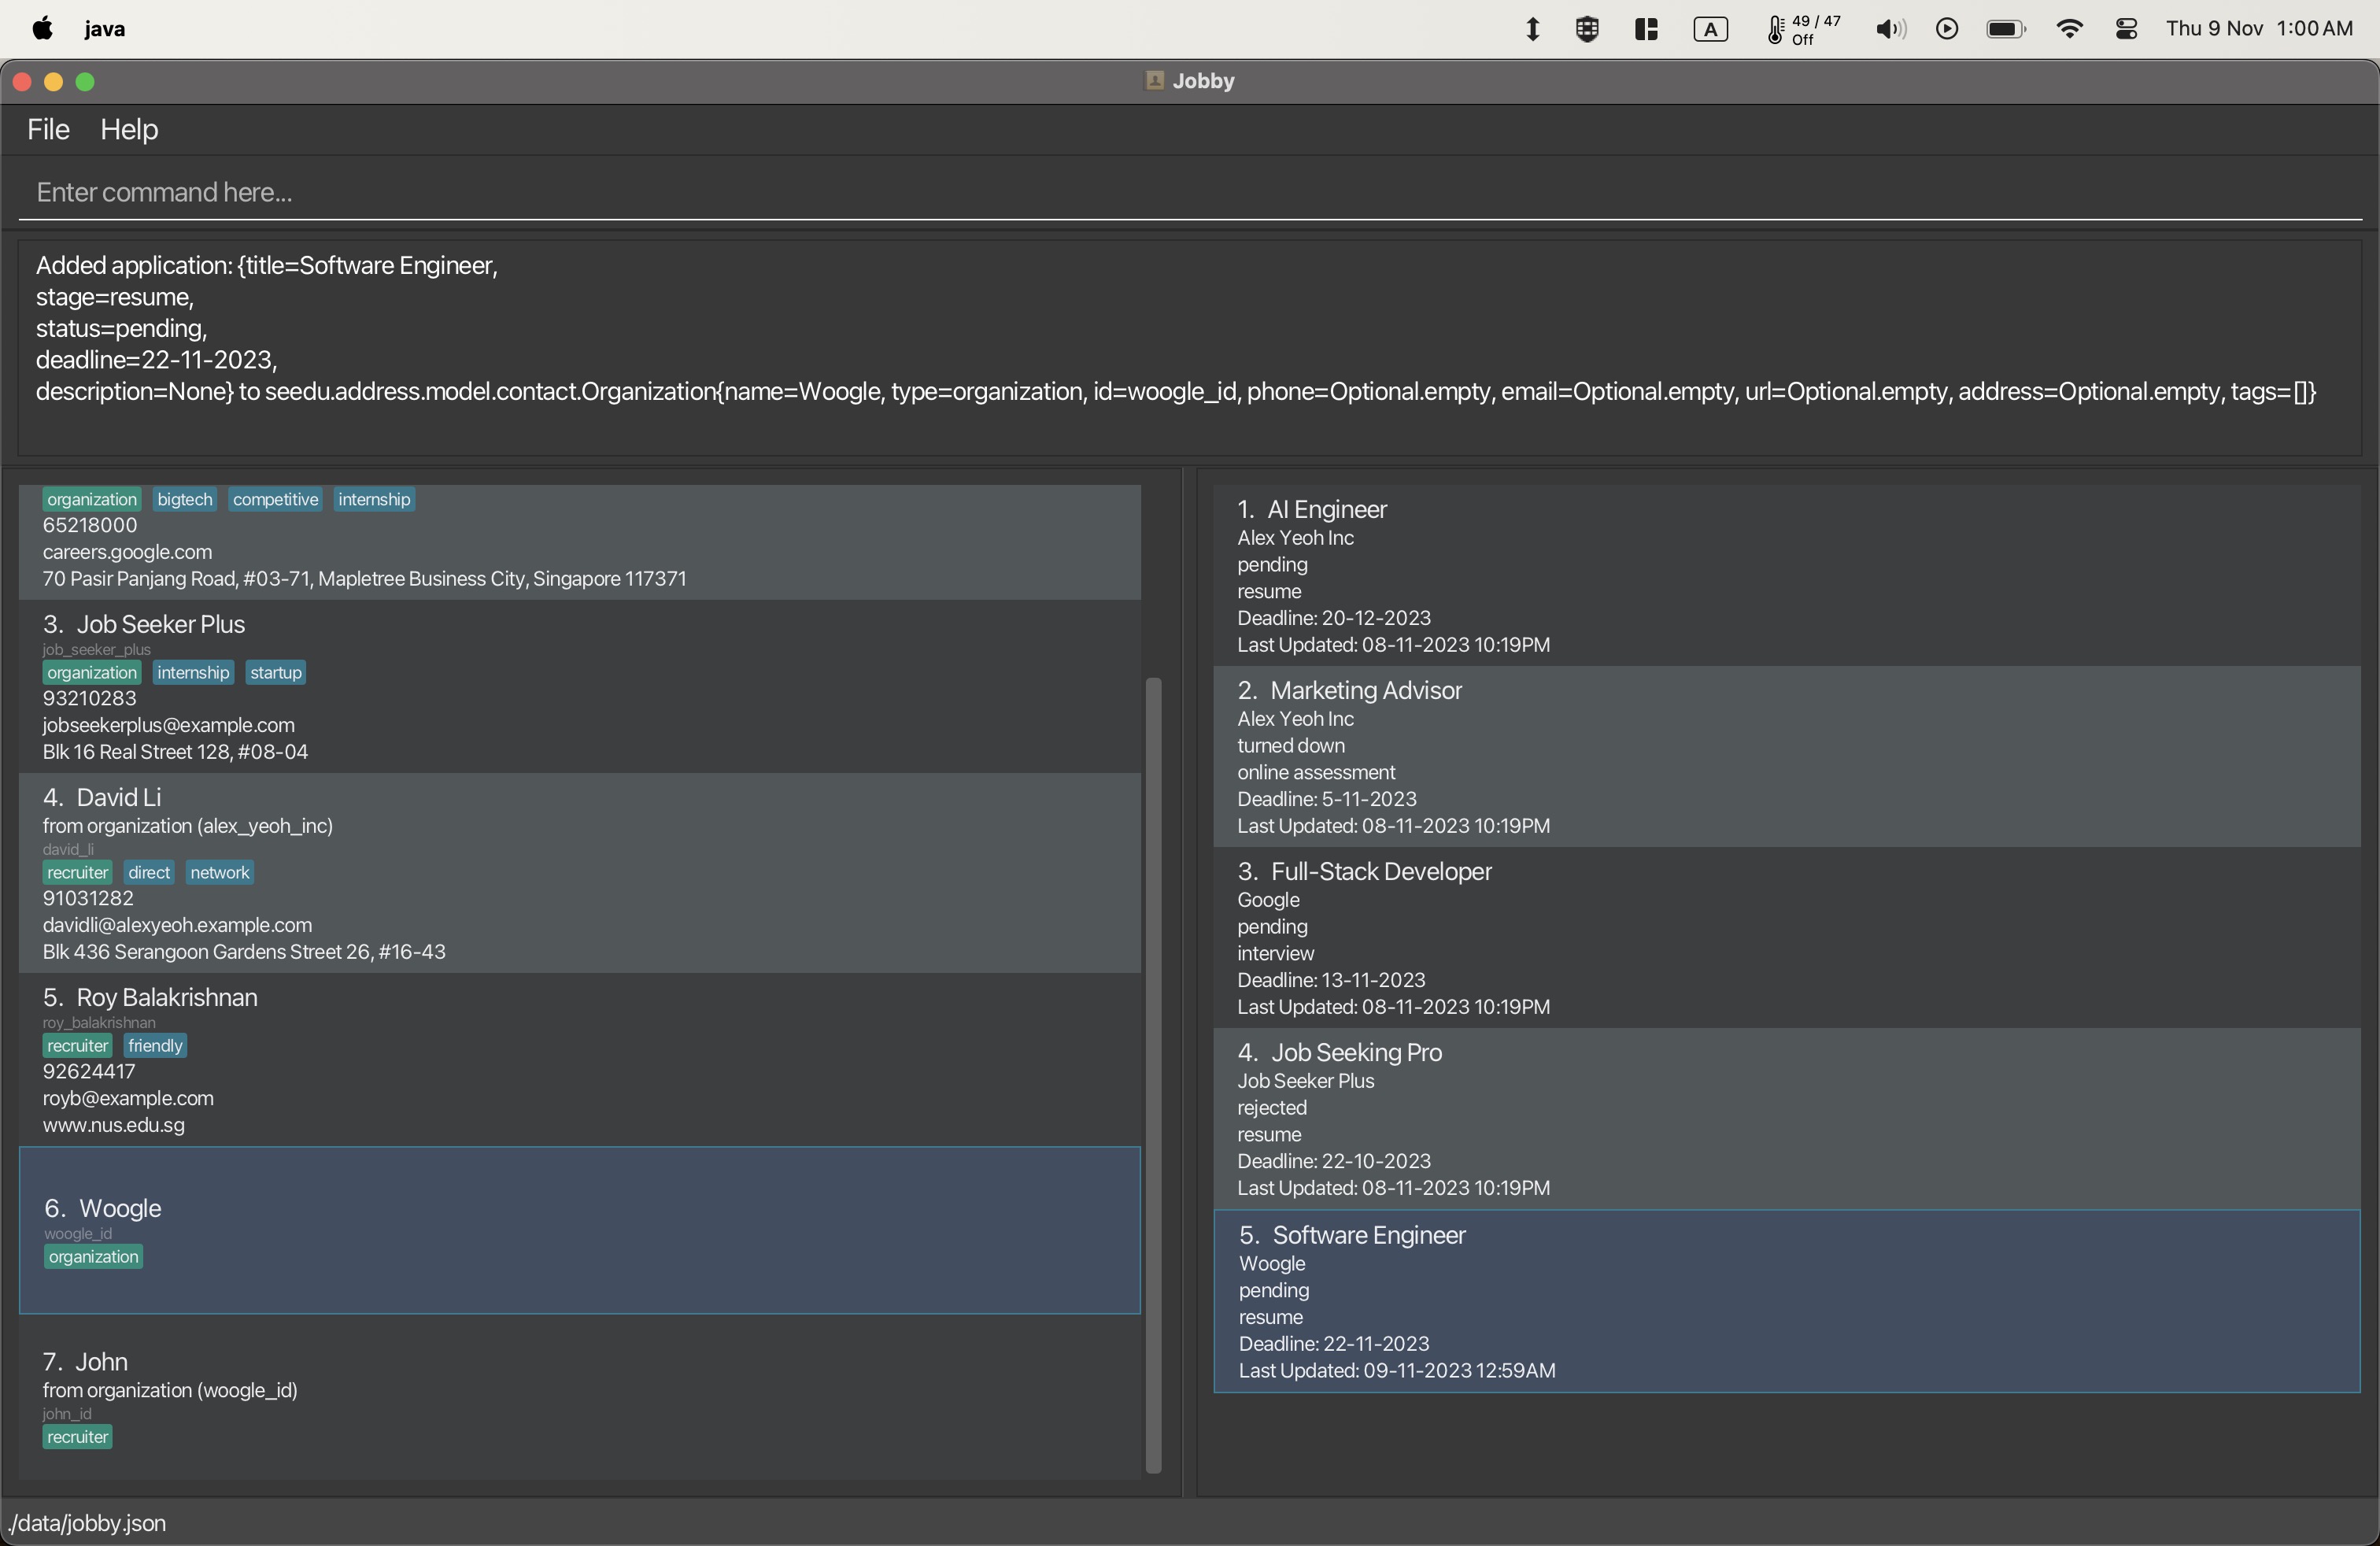 java
A
49 / 47
Off
Thu 9 Nov 1:00 AM
Jobby
File Help
Enter command here...
Added application: {title=Software Engineer,
stage=resume,
status=pending,
deadline=22-11-2023,
description=None} to seedu.address.model.contact.Organization{name=Woogle, type=organization, id=woogle_id, phone=Optional.empty, email=Optional.empty, url=Optional.empty, address=Optional.empty, tags=[]}
organization bigtech competitive internship
65218000
careers.google.com
70 Pasir Panjang Road, #03-71, Mapletree Business City, Singapore 117371
3. Job Seeker Plus
job_seeker_plus
organization internship startup
93210283
jobseekerplus@example.com
Blk 16 Real Street 128, #08-04
4. David Li
from organization (alex_yeoh_inc)
david_li
recruiter direct network
91031282
davidli@alexyeoh.example.com
Blk 436 Serangoon Gardens Street 26, #16-43
5. Roy Balakrishnan
roy_balakrishnan
recruiter friendly
92624417
royb@example.com
www.nus.edu.sg
6. Woogle
woogle_id
organization
7. John
from organization (woogle_id)
john_id
recruiter
1. AI Engineer
Alex Yeoh Inc
pending
resume
Deadline: 20-12-2023
Last Updated: 08-11-2023 10:19PM
2. Marketing Advisor
Alex Yeoh Inc
turned down
online assessment
Deadline: 5-11-2023
Last Updated: 08-11-2023 10:19PM
3. Full-Stack Developer
Google
pending
interview
Deadline: 13-11-2023
Last Updated: 08-11-2023 10:19PM
4. Job Seeking Pro
Job Seeker Plus
rejected
resume
Deadline: 22-10-2023
Last Updated: 08-11-2023 10:19PM
5. Software Engineer
Woogle
pending
resume
Deadline: 22-11-2023
Last Updated: 09-11-2023 12:59AM
./data/jobby.json